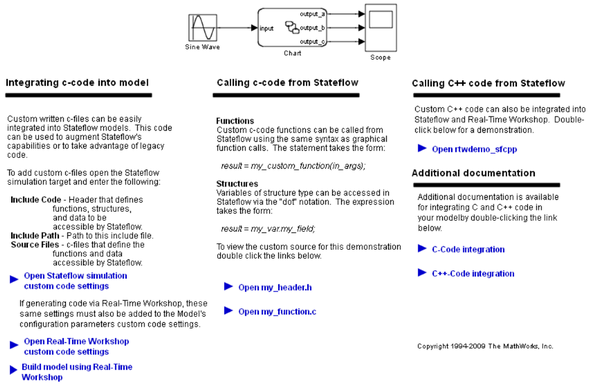 output_a
input
output_b
output_c
Sine Wave
Chart
Scope
Integrating c-code into model
Custom written c-files can be easily
integrated into Stateflow models. This code
can be used to augment Stateflow's
capabilities or to take advantage of legacy
code.
To add custom c-files open the Stateflow
simulation target and enter the following:
Include Code - Header that defines
functions, structures,
and data to be
accessible by Stateflow.
Include Path - Path to this include file.
Source Files - c-files that define the
functions and data
accessible by Stateflow.
Open Stateflow simulation
custom code settings
If generating code via Real-Time Workshop, these
same settings must also be added to the Model's
configuration parameters custom code settings.
Open Real-Time Workshop
custom code settings
Build model using Real-Time
Workshop
Calling c-code from Stateflow
Functions
Custom c-code functions can be called from
Stateflow using the same syntax as graphical
function calls. The statement takes the form:
result = my_custom_function(in_args);
Structures
Variables of structure type can be accessed in
Stateflow via the "dot" notation. The expression
takes the form:
result = my_var.my_field;
To view the custom source for this demonstration
double click the links below.
Open my_header.h
Open my_function.c
Calling C++ code from Stateflow
Custom C++ code can also be integrated into
Stateflow and Real-Time Workshop. Double-
click below for a demonstration.
Open rtwdemo_sfcpp
Additional documentation
Additional documentation is available
for integrating C and C++ code in
your modelby double-clicking the link
below.
C-Code integration
C++-Code integration
Copyright 1994-2009 The MathWorks, Inc.